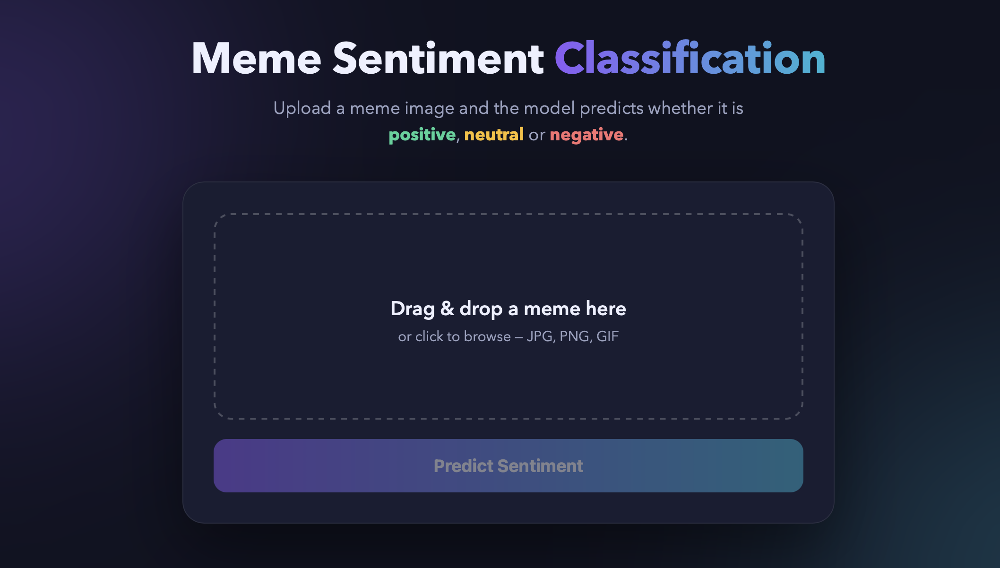 Meme Sentiment Classification
Upload a meme image and the model predicts whether it is
positive, neutral or negative.
Drag & drop a meme here
or click to browse – JPG, PNG, GIF
Predict Sentiment